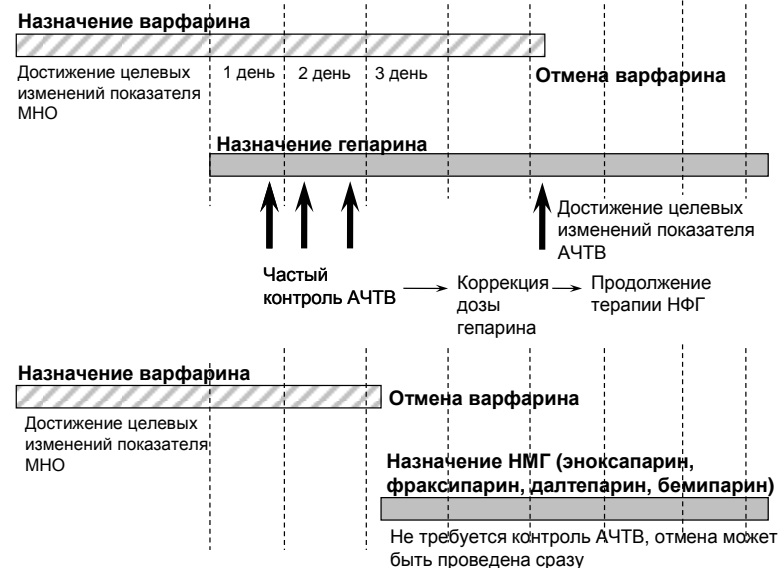 Назначение варфарина
Достижение целевых
изменений показателя
МНО
1 день
2 день
3 день
Отмена варфарина
Назначение гепарина
Достижение целевых
изменений показателя
АЧТВ
Частый
контроль АЧТВ
Коррекция
дозы
гепарина
Продолжение
терапии НФГ
Назначение варфарина
Отмена варфарина
Достижение целевых
изменений показателя
МНО
Назначение НМГ (эноксапарин,
фраксипарин, далтепарин, бемипарин)
Не требуется контроль АЧТВ, отмена может
быть проведена сразу